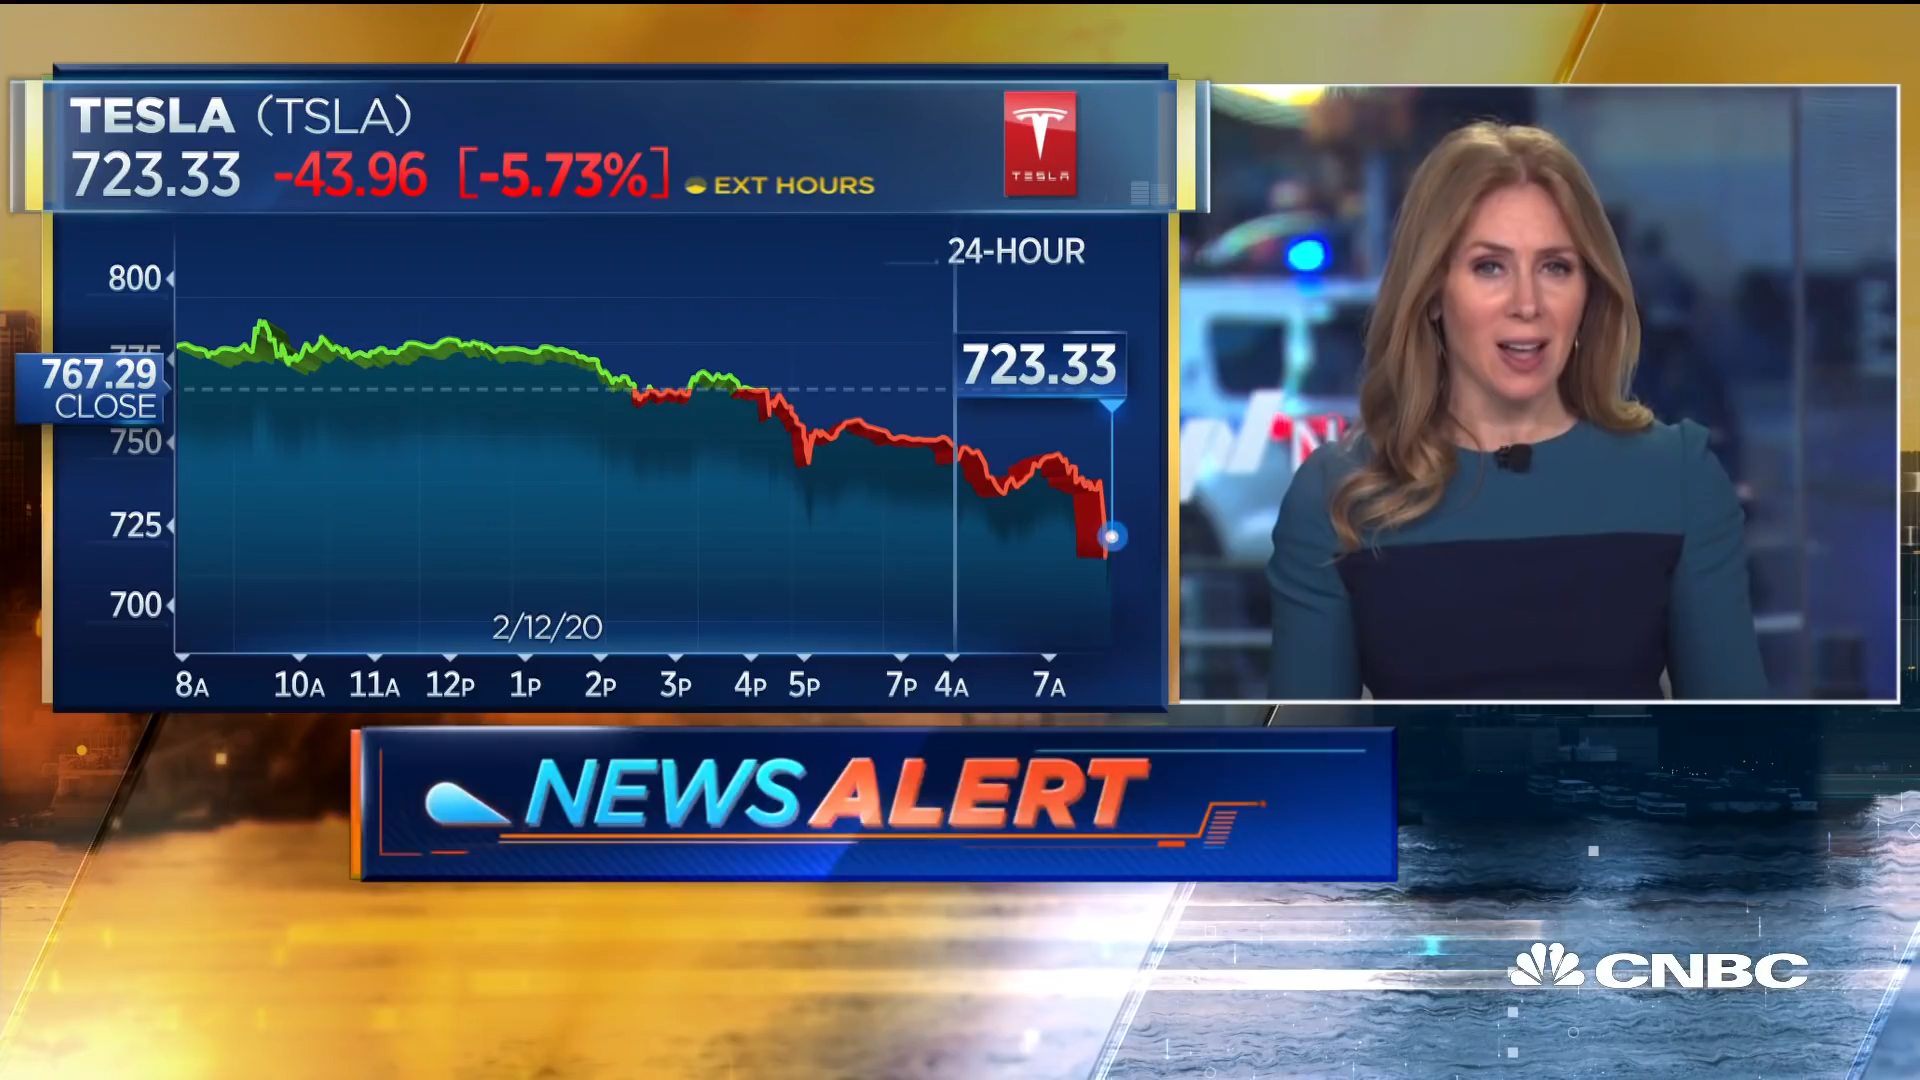 TESLA (TSLA)
723.33 -43.96 [-5.73%] EXT HOURS
TESLA
24-HOUR
800
775
767.29
CLOSE
723.33
750
725
700
2/12/20
8A 10A 11A 12P 1P 2P 3P 4P 5P 7P 4A 7A
NEWS ALERT
CNBC